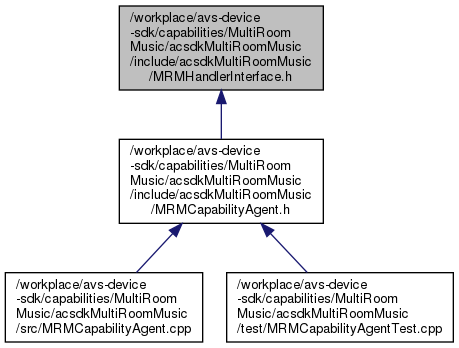 /workplace/avs-device
-sdk/capabilities/MultiRoom
Music/acsdkMultiRoomMusic
/include/acsdkMultiRoomMusic
/MRMHandlerInterface.h
/workplace/avs-device
-sdk/capabilities/MultiRoom
Music/acsdkMultiRoomMusic
/include/acsdkMultiRoomMusic
/MRMCapabilityAgent.h
/workplace/avs-device
-sdk/capabilities/MultiRoom
Music/acsdkMultiRoomMusic
/src/MRMCapabilityAgent.cpp
/workplace/avs-device
-sdk/capabilities/MultiRoom
Music/acsdkMultiRoomMusic
/test/MRMCapabilityAgentTest.cpp